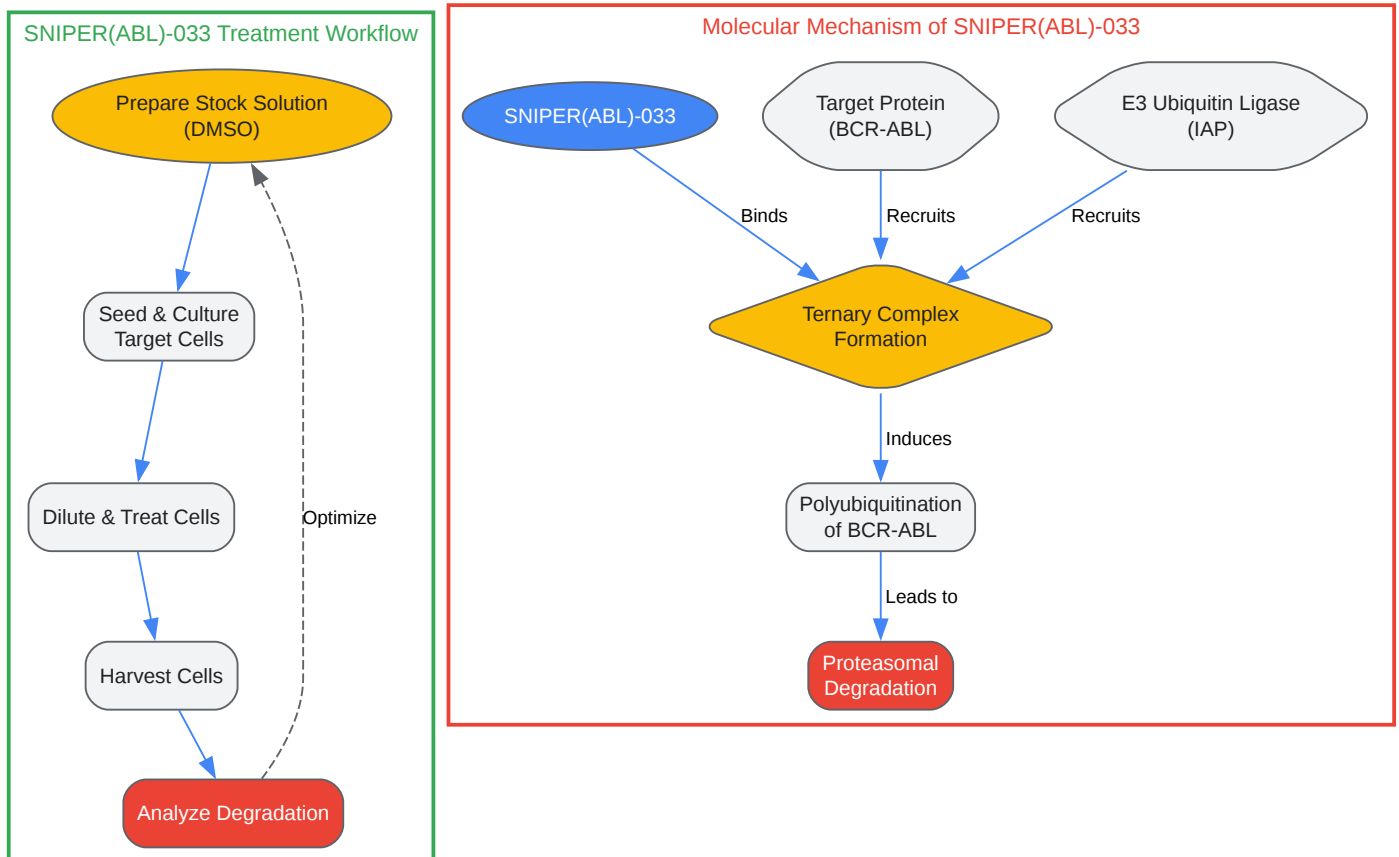 SNIPER(ABL)-033 Treatment Workflow
Prepare Stock Solution
(DMSO)
Seed & Culture
Target Cells
Dilute & Treat Cells
Optimize
Harvest Cells
Analyze Degradation
Molecular Mechanism of SNIPER(ABL)-033
SNIPER(ABL)-033
Target Protein
(BCR-ABL)
E3 Ubiquitin Ligase
(IAP)
Binds
Recruits
Recruits
Ternary Complex
Formation
Induces
Polyubiquitination
of BCR-ABL
Leads to
Proteasomal
Degradation